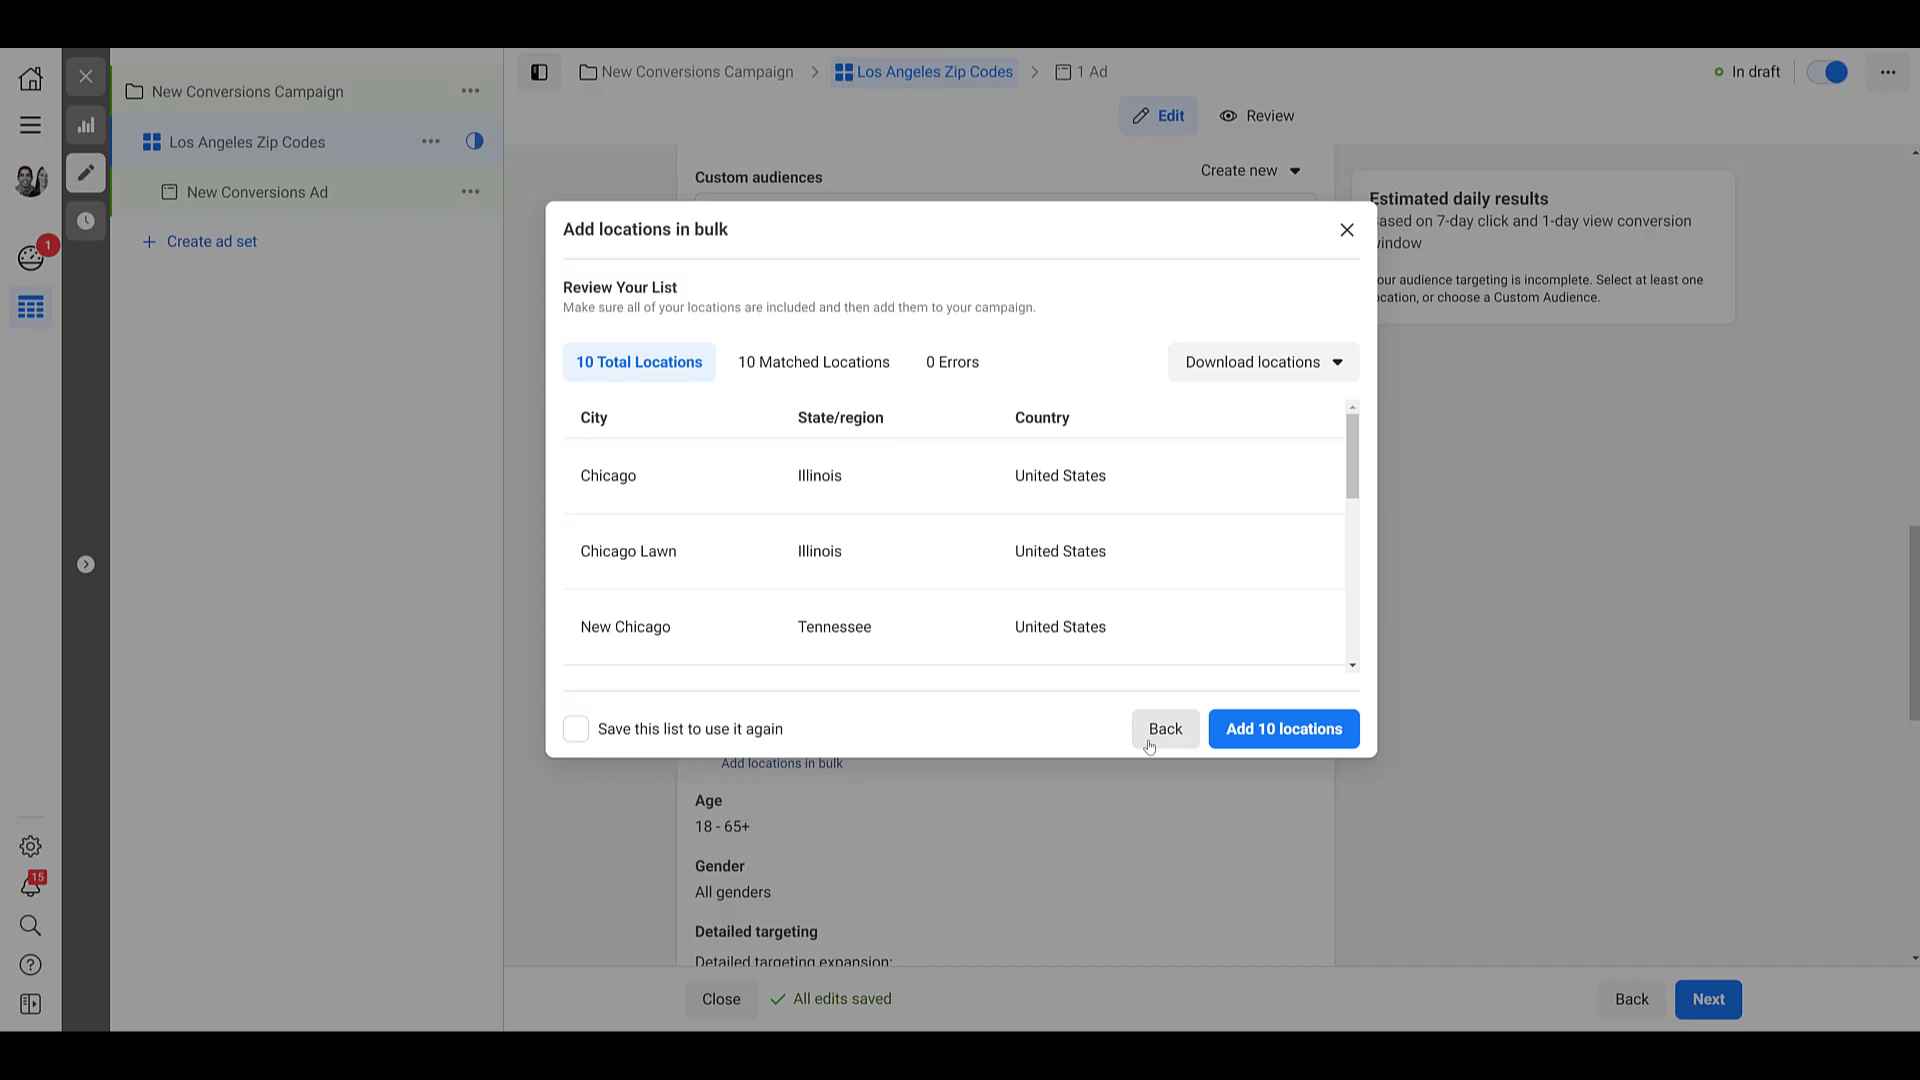 New Conversions Campaign
Los Angeles Zip Codes
New Conversions Ad
Create ad set
1
15
New Conversions Campaign
Los Angeles Zip Codes
1 Ad
In draft
Edit
Review
Custom audiences
Create new
Estimated daily results
ased on 7-day click and 1-day view conversion
indow
our audience targeting is incomplete. Select at least one
ocation, or choose a Custom Audience.
Add locations in bulk
Review Your List
Make sure all of your locations are included and then add them to your campaign.
10 Total Locations
10 Matched Locations
0 Errors
Download locations
City State/region Country
Chicago Illinois United States
Chicago Lawn Illinois United States
New Chicago Tennessee United States
Save this list to use it again
Back
Add 10 locations
Add locations in bulk
Age
18 - 65+
Gender
All genders
Detailed targeting
Detailed targeting expansion:
Close
All edits saved
Back
Next